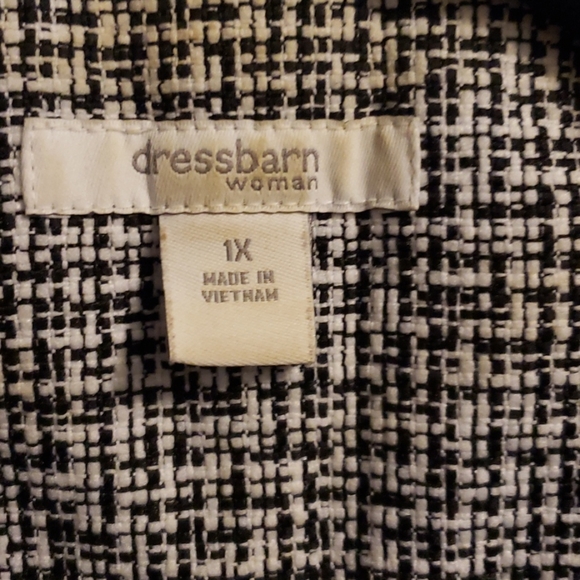 dressbarn
woman
1X
MADE IN
VIETNAM